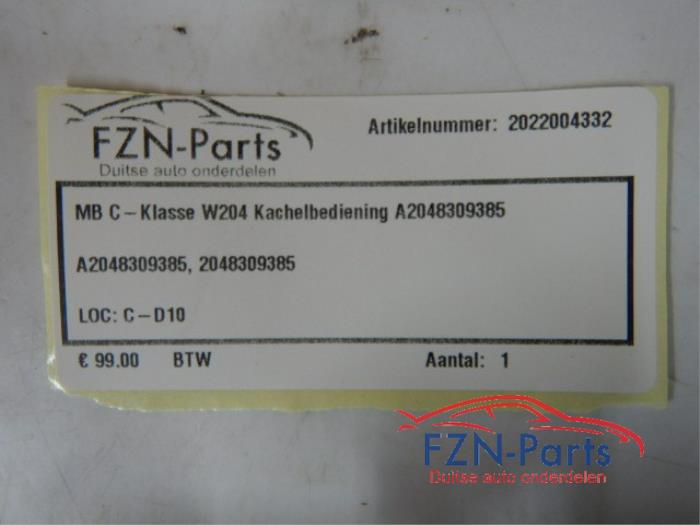 FZN-Parts
Duitse auto onderdelen
Artikelnummer: 2022004332
MB C-Klasse W204 Kachelbediening A2048309385
A2048309385, 2048309385
LOC: C-D10
€ 99.00 BTW Aantal: 1
FZN-Parts
Duitse auto onderdelen